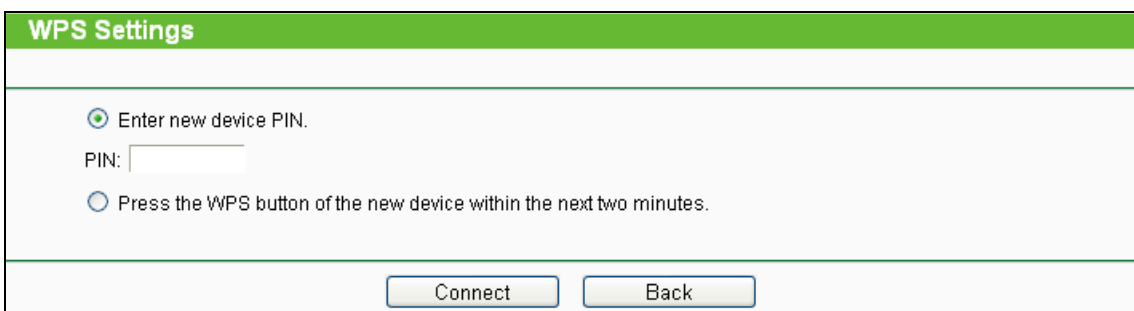 WPS Settings
Enter new device PIN.
PIN:
Press the WPS button of the new device within the next two minutes.
Connect Back